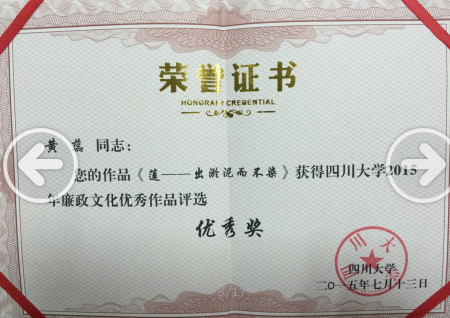 荣誉证书
HONORARY CREDENTIAL
黄蕊 同志:
您的作品《莲——出淤泥而不染》获得四川大学2015
年廉政文化优秀作品评选
优秀奖
四川大学
二〇一五年七月十三日